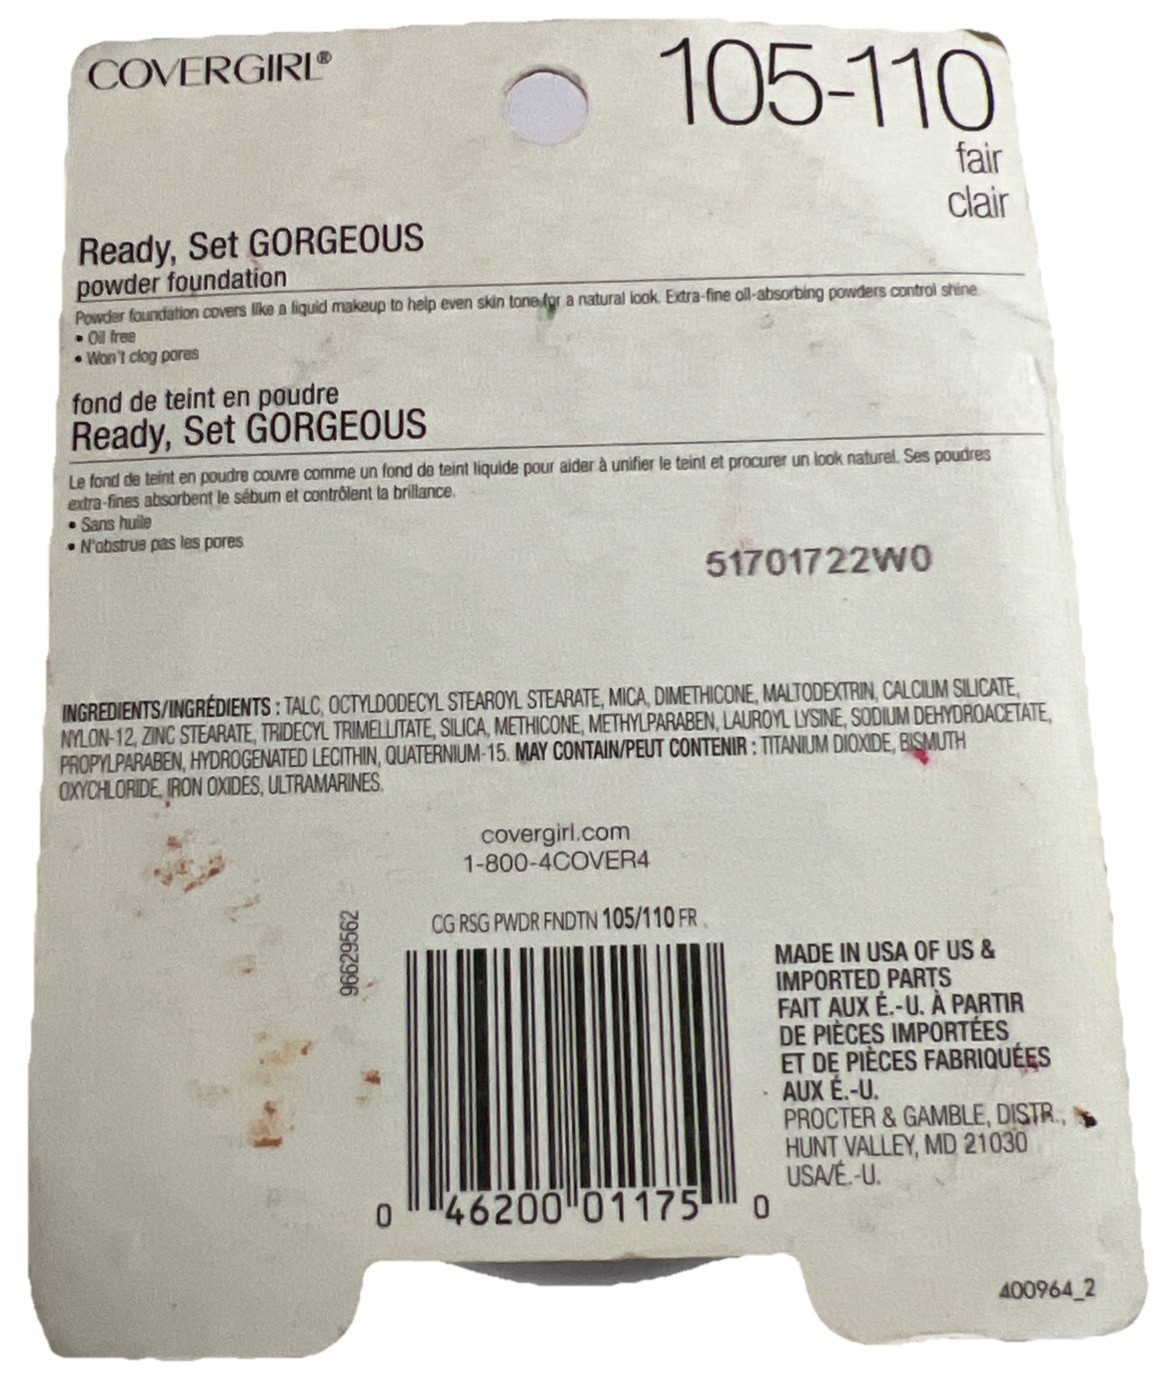 COVERGIRL®
105-110
fair
clair
Ready, Set GORGEOUS
powder foundation
Powder foundation covers like a liquid makeup to help even skin tone for a natural look. Extra-fine oil-absorbing powders control shine.
• Oil free
• Won't clog pores
fond de teint en poudre
Ready, Set GORGEOUS
Le fond de teint en poudre couvre comme un fond de teint liquide pour aider à unifier le teint et procurer un look naturel. Ses poudres
extra-fines absorbent le sébum et contrôlent la brillance.
• Sans huile
• N'obstrue pas les pores
51701722W0
INGREDIENTS/INGRÉDIENTS : TALC, OCTYLDODECYL STEAROYL STEARATE, MICA, DIMETHICONE, MALTODEXTRIN, CALCIUM SILICATE,
NYLON-12, ZINC STEARATE, TRIDECYL TRIMELLITATE, SILICA, METHICONE, METHYLPARABEN, LAUROYL LYSINE, SODIUM DEHYDROACETATE,
PROPYLPARABEN, HYDROGENATED LECITHIN, QUATERNIUM-15. MAY CONTAIN/PEUT CONTENIR : TITANIUM DIOXIDE, BISMUTH
OXYCHLORIDE, IRON OXIDES, ULTRAMARINES.
covergirl.com
1-800-4COVER4
96629562
CG RSG PWDR FNDTN 105/110 FR
0 46200 01175 0
MADE IN USA OF US &
IMPORTED PARTS
FAIT AUX É.-U. À PARTIR
DE PIÈCES IMPORTÉES
ET DE PIÈCES FABRIQUÉES
AUX É.-U.
PROCTER & GAMBLE, DISTR.,
HUNT VALLEY, MD 21030
USA/É.-U.
400964_2